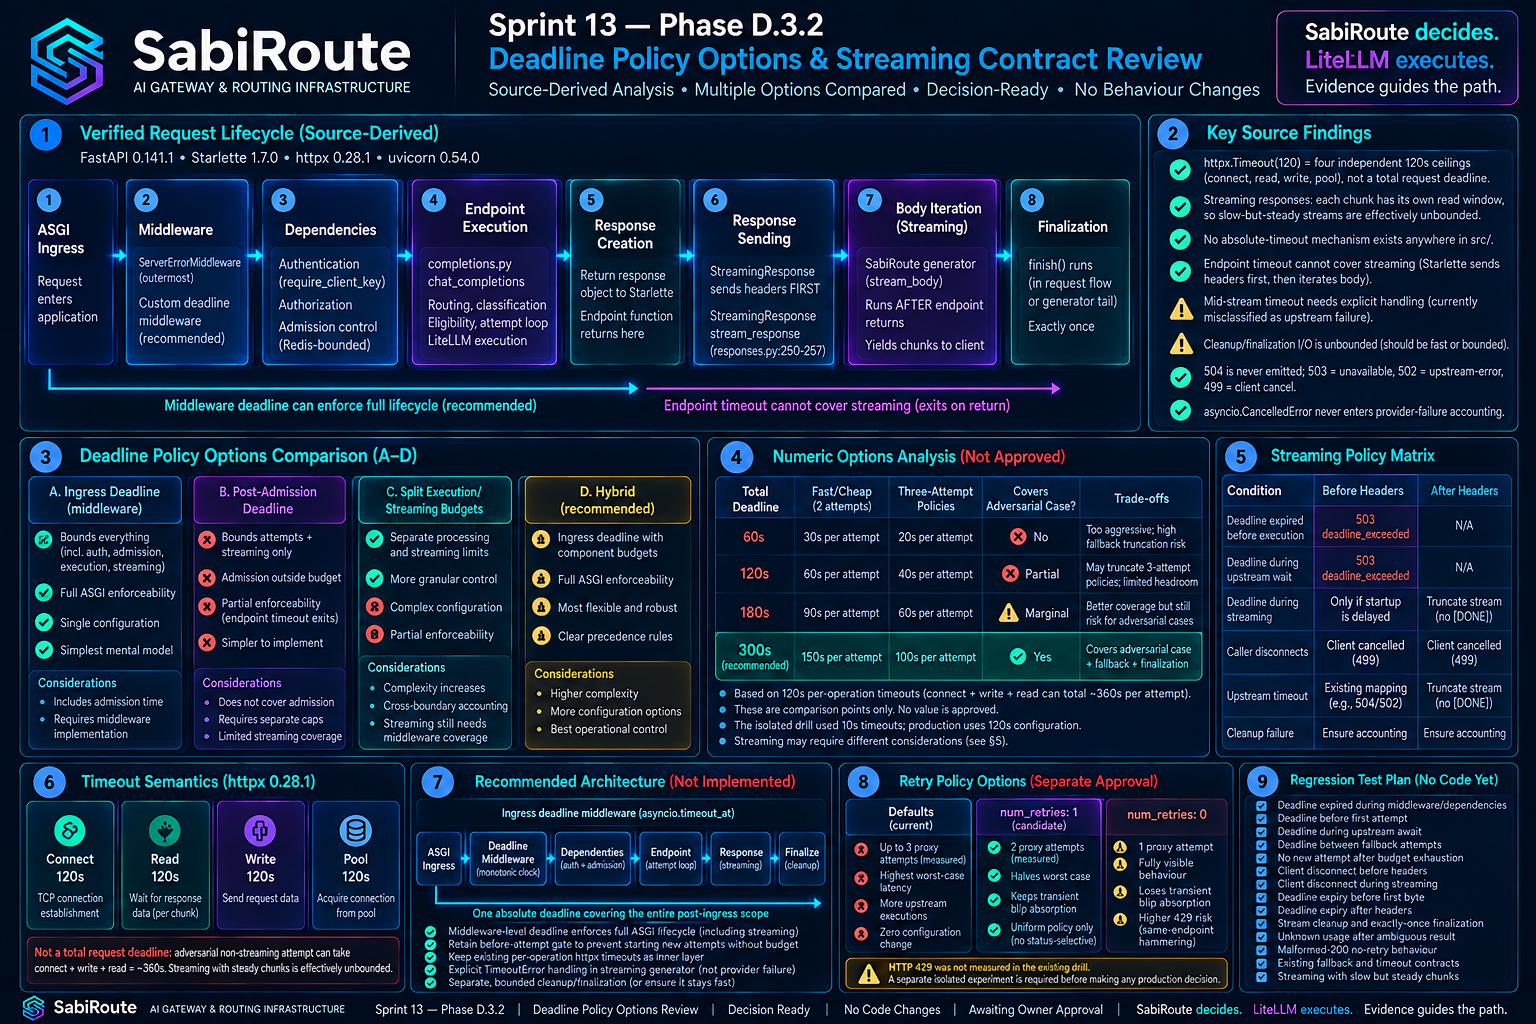 SabiRoute
AI GATEWAY & ROUTING INFRASTRUCTURE
Sprint 13 — Phase D.3.2
Deadline Policy Options & Streaming Contract Review
Source-Derived Analysis • Multiple Options Compared • Decision-Ready • No Behaviour Changes
SabiRoute decides.
LiteLLM executes.
Evidence guides the path.
1 Verified Request Lifecycle (Source-Derived)
FastAPI 0.141.1 • Starlette 1.7.0 • httpx 0.28.1 • uvicorn 0.54.0
1
ASGI
Ingress
Request
enters
application
2
Middleware
ServerErrorMiddleware
(outermost)
Custom deadline
middleware
(recommended)
3
Dependencies
Authentication
(require_client_key)
Authorization
Admission control
(Redis-bounded)
4
Endpoint
Execution
completions.py
chat_completions
Routing, classification
Eligibility, attempt loop
LiteLLM execution
5
Response
Creation
Return response
object to Starlette
Endpoint function
returns here
6
Response
Sending
StreamingResponse
sends headers FIRST
StreamingResponse
stream_response
(responses.py:250-257)
7
Body Iteration
(Streaming)
SabiRoute generator
(stream_body)
Runs AFTER endpoint
returns
Yields chunks to client
8
Finalization
finish() runs
(in request flow
or generator tail)
Exactly once
Middleware deadline can enforce full lifecycle (recommended)
Endpoint timeout cannot cover streaming (exits on return)
2 Key Source Findings
httpx.Timeout(120) = four independent 120s ceilings
(connect, read, write, pool), not a total request deadline.
Streaming responses: each chunk has its own read window,
so slow-but-steady streams are effectively unbounded.
No absolute-timeout mechanism exists anywhere in src/.
Endpoint timeout cannot cover streaming (Starlette sends
headers first, then iterates body).
Mid-stream timeout needs explicit handling (currently
misclassified as upstream failure).
Cleanup/finalization I/O is unbounded (should be fast or bounded).
504 is never emitted; 503 = unavailable, 502 = upstream-error,
499 = client cancel.
asyncio.CancelledError never enters provider-failure accounting.
3 Deadline Policy Options Comparison (A–D)
A. Ingress Deadline
(middleware)
Bounds everything
(incl. auth, admission,
execution, streaming)
Full ASGI enforceability
Single configuration
Simplest mental model
Considerations
• Includes admission time
• Requires middleware
implementation
B. Post-Admission
Deadline
Bounds attempts +
streaming only
Admission outside budget
Partial enforceability
(endpoint timeout exits)
Simpler to implement
Considerations
• Does not cover admission
• Requires separate caps
• Limited streaming coverage
C. Split Execution/
Streaming Budgets
Separate processing
and streaming limits
More granular control
Complex configuration
Partial enforceability
Considerations
• Complexity increases
• Cross-boundary accounting
• Streaming still needs
middleware coverage
D. Hybrid
(recommended)
Ingress deadline with
component budgets
Full ASGI enforceability
Most flexible and robust
Clear precedence rules
Considerations
• Higher complexity
• More configuration options
• Best operational control
4 Numeric Options Analysis (Not Approved)
Total Deadline | Fast/Cheap (2 attempts) | Three-Attempt Policies | Covers Adversarial Case? | Trade-offs
60s | 30s per attempt | 20s per attempt | No | Too aggressive; high fallback truncation risk
120s | 60s per attempt | 40s per attempt | Partial | May truncate 3-attempt policies; limited headroom
180s | 90s per attempt | 60s per attempt | Marginal | Better coverage but still risk for adversarial cases
300s (recommended) | 150s per attempt | 100s per attempt | Yes | Covers adversarial case + fallback + finalization
• Based on 120s per-operation timeouts (connect + write + read can total ~360s per attempt).
• These are comparison points only. No value is approved.
• The isolated drill used 10s timeouts; production uses 120s configuration.
• Streaming may require different considerations (see §5).
5 Streaming Policy Matrix
Condition | Before Headers | After Headers
Deadline expired before execution | 503 deadline_exceeded | N/A
Deadline during upstream wait | 503 deadline_exceeded | N/A
Deadline during streaming | Only if startup is delayed | Truncate stream (no [DONE])
Caller disconnects | Client cancelled (499) | Client cancelled (499)
Upstream timeout | Existing mapping (e.g., 504/502) | Truncate stream (no [DONE])
Cleanup failure | Ensure accounting | Ensure accounting
6 Timeout Semantics (httpx 0.28.1)
Connect
120s
TCP connection
establishment
Read
120s
Wait for response
data (per chunk)
Write
120s
Send request data
Pool
120s
Acquire connection
from pool
Not a total request deadline: adversarial non-streaming attempt can take
connect + write + read = ~360s. Streaming with steady chunks is effectively unbounded.
7 Recommended Architecture (Not Implemented)
Ingress deadline middleware (asyncio.timeout_at)
ASGI
Ingress
Deadline
Middleware
(monotonic clock)
Dependenties
(auth + admission)
Endpoint
(attempt loop)
Response
(streaming)
Finallze
(cleanup)
One absolute deadline covering the entire post-ingress scope
Middleware-level deadline enforces full ASGI lifecycle (including streaming)
Retain before-attempt gate to prevent starting new attempts without budget
Keep existing per-operation httpx timeouts as inner layer
Explicit TimeoutError handling in streaming generator (not provider failure)
Separate, bounded cleanup/finalization (or ensure it stays fast)
8 Retry Policy Options (Separate Approval)
Defaults
(current)
Up to 3 proxy
attempts (measured)
Highest worst-case
latency
More upstream
executions
Zero configuration
change
num_retries: 1
(candidate)
2 proxy attempts
(measured)
Halves worst case
Keeps transient
blip absorption
Uniform policy only
(no status-selective)
num_retries: 0
1 proxy attempt
Fully visible
behaviour
Loses transient
blip absorption
Higher 429 risk
(same-endpoint
hammering)
HTTP 429 was not measured in the existing drill.
A separate isolated experiment is required before making any production decision.
9 Regression Test Plan (No Code Yet)
Deadline expired during middleware/dependencies
Deadline before first attempt
Deadline during upstream await
Deadline between fallback attempts
No new attempt after budget exhaustion
Client disconnect before headers
Client disconnect during streaming
Deadline expiry before first byte
Deadline expiry after headers
Stream cleanup and exactly-once finalization
Unknown usage after ambiguous result
Malformed-200 no-retry behaviour
Existing fallback and timeout contracts
Streaming with slow but steady chunks
SabiRoute AI GATEWAY & ROUTING INFRASTRUCTURE Sprint 13 — Phase D.3.2 | Deadline Policy Options Review | Decision Ready | No Code Changes | Awaiting Owner Approval | SabiRoute decides. LiteLLM executes. Evidence guides the path.